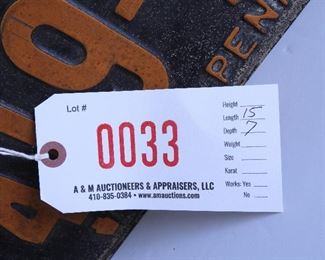 PENN
Lot #
0033
A & M AUCTIONEERS & APPRAISERS, LLC
410-835-0384 • www.amauctions.com
Height
Length 15
Depth 7
Weight
Size
Karat
Works: Yes
No